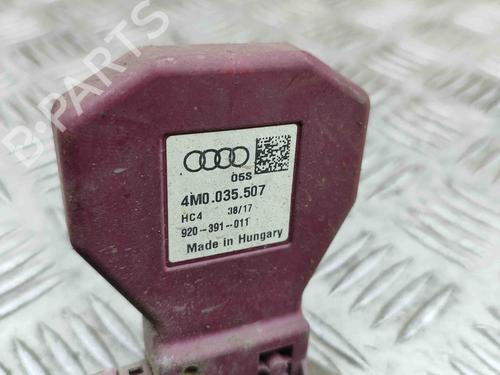 B-PARTS
05S
4M0.035.507
HC4 38/17
920-391-011
Made in Hungary